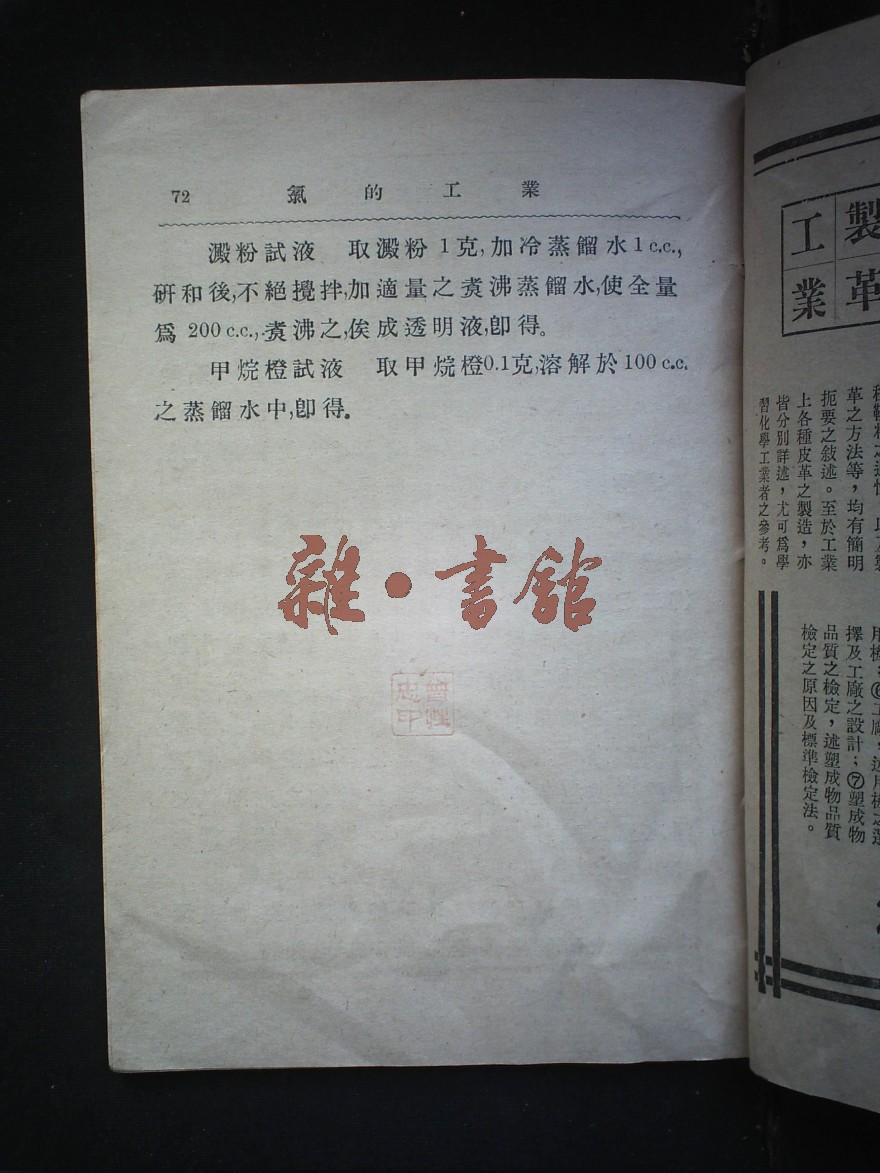 72 氯的工業
澱粉試液 取澱粉1克,加冷蒸餾水1c.c.,
研和後,不絕攪拌,加適量之煑沸蒸餾水,使全量
爲200c.c.,煑沸之,俟成透明液,卽得。
甲烷橙試液 取甲烷橙0.1克,溶解於100c.c.
之蒸餾水中,卽得。
雜·書館
製革
工業
革之方法等,均有簡明
扼要之敍述。至於工業
上各種皮革之製造,亦
皆分別詳述,尤可爲學
習化學工業者之參考。
擇及工廠之設計;⑦塑成物
品質之檢定,述塑成物品質
檢定之原因及標準檢定法。